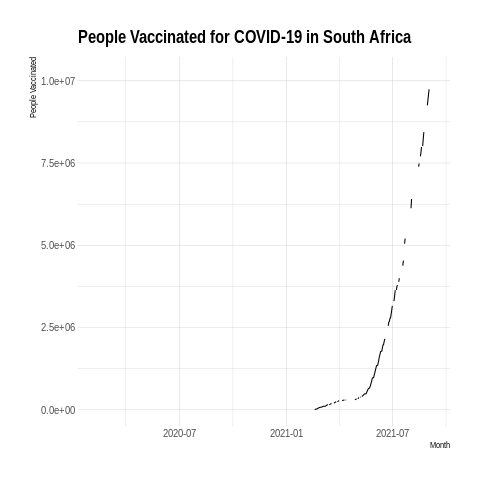 People Vaccinated for COVID-19 in South Africa
People Vaccinated
1.0e+07
7.5e+06
5.0e+06
2.5e+06
0.0e+00
2020-07
2021-01
2021-07
Month